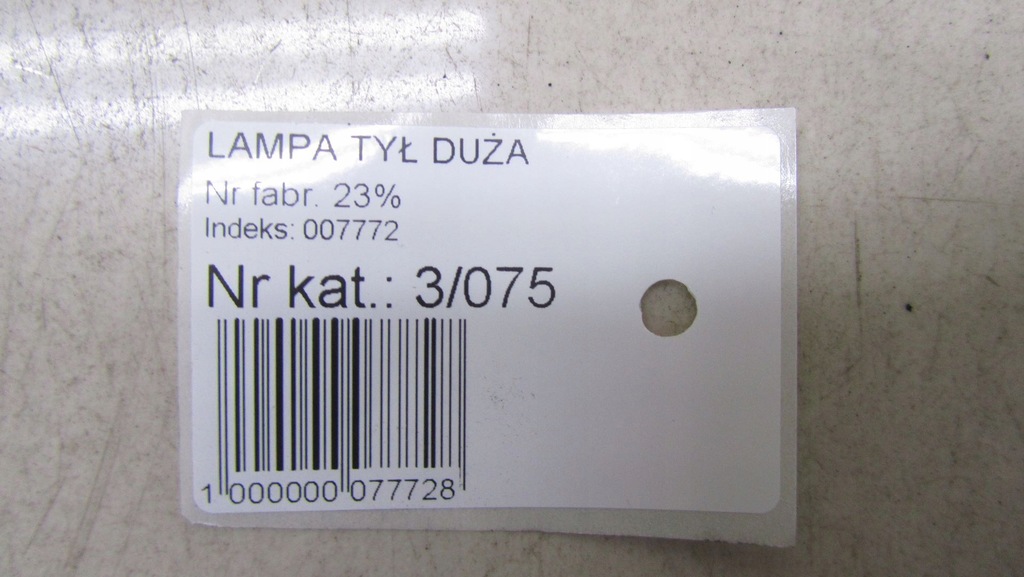 LAMPA TYŁ DUŻA
Nr fabr. 23%
Indeks: 007772
Nr kat.: 3/075
1 000000 077728